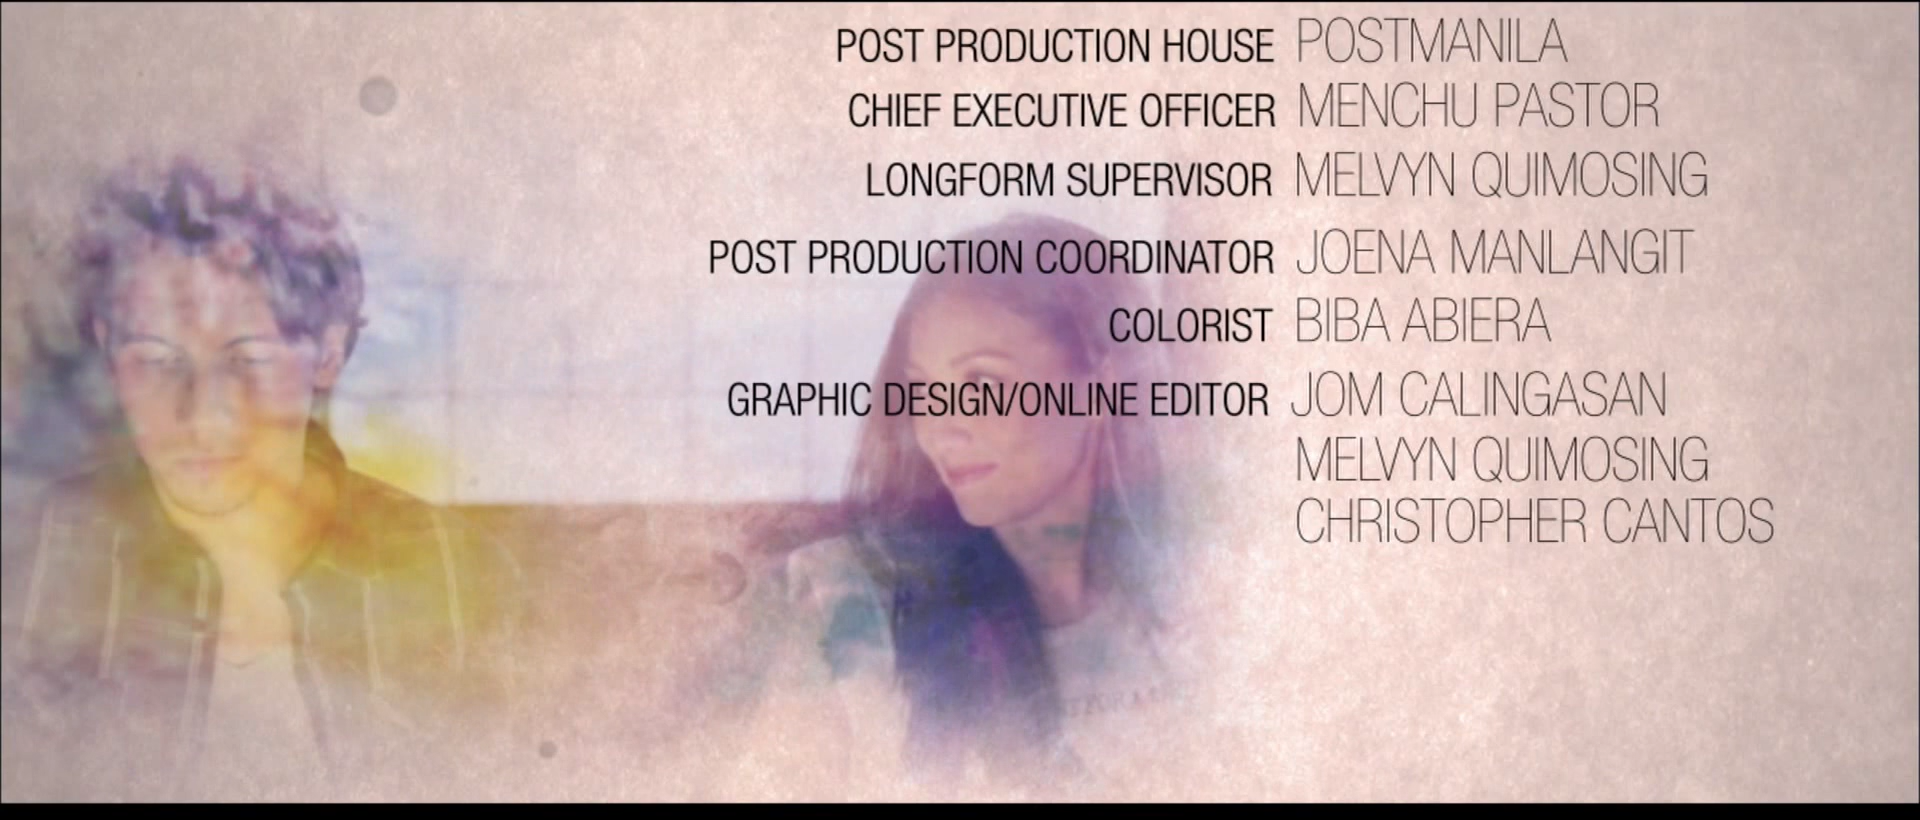 POST PRODUCTION HOUSE POSTMANILA
CHIEF EXECUTIVE OFFICER MENCHU PASTOR
LONGFORM SUPERVISOR MELVYN QUIMOSING
POST PRODUCTION COORDINATOR JOENA MANLANGIT
COLORIST BIBA ABIERA
GRAPHIC DESIGN/ONLINE EDITOR JOM CALINGASAN
MELVYN QUIMOSING
CHRISTOPHER CANTOS